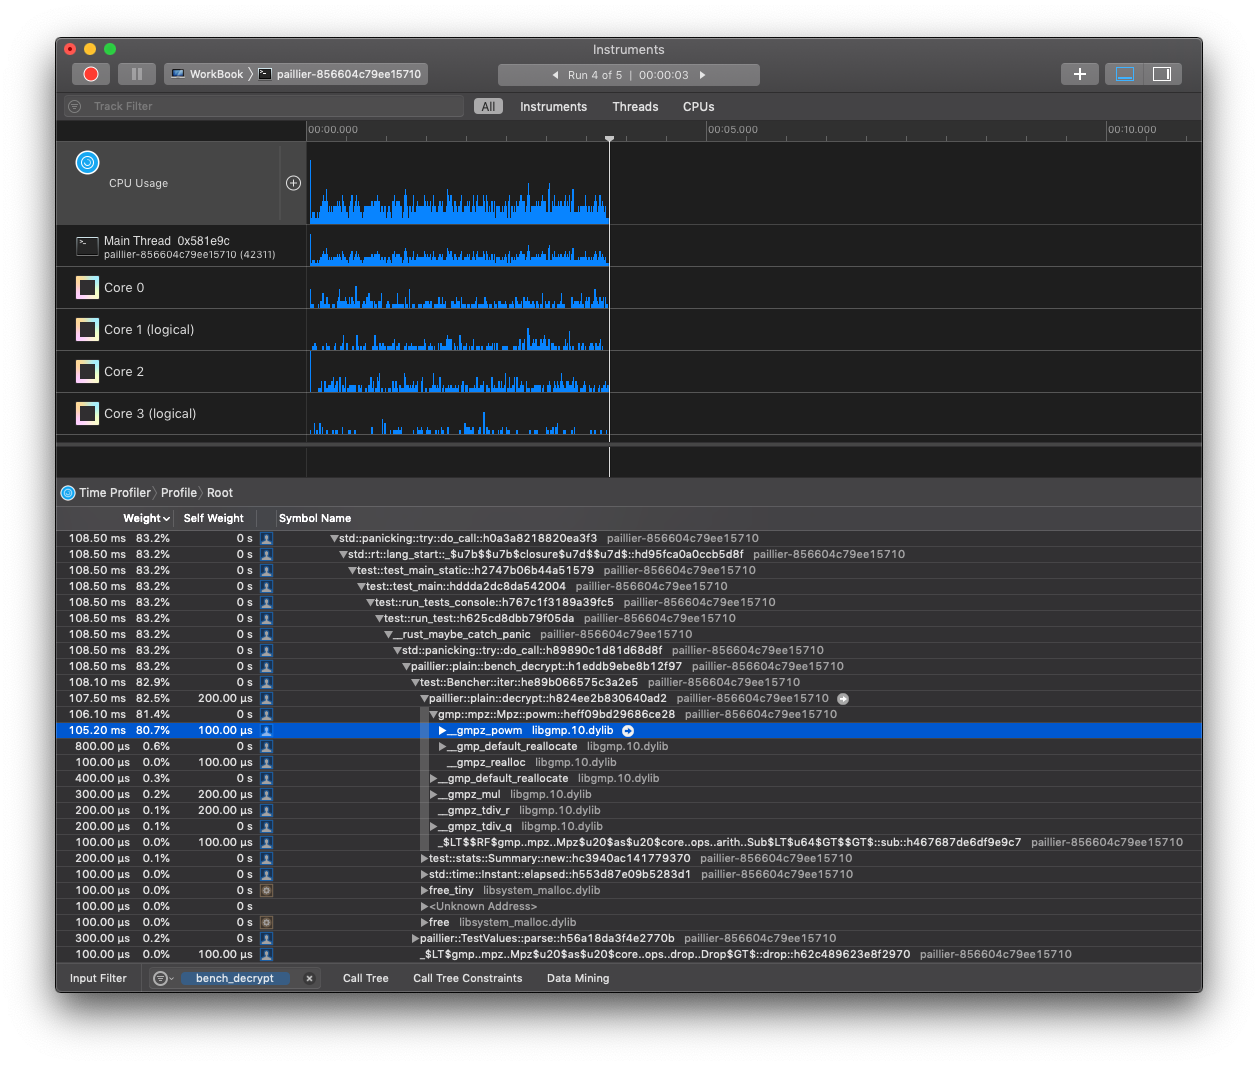 Instruments
WorkBook 〉 paillier-856604c79ee15710
Run 4 of 5 | 00:00:03
Track Filter
All Instruments Threads CPUs
00:00.000 00:05.000 00:10.000
CPU Usage
Main Thread 0x581e9c
paillier-856604c79ee15710 (42311)
Core 0
Core 1 (logical)
Core 2
Core 3 (logical)
Time Profiler 〉 Profile 〉 Root
Weight Self Weight Symbol Name
108.50 ms 83.2% 0 s std::panicking::try::do_call::h0a3a8218820ea3f3 paillier-856604c79ee15710
108.50 ms 83.2% 0 s std::rt::lang_start::_$u7b$$u7b$closure$u7d$$u7d$::hd95fca0a0ccb5d8f paillier-856604c79ee15710
108.50 ms 83.2% 0 s test::test_main_static::h2747b06b44a51579 paillier-856604c79ee15710
108.50 ms 83.2% 0 s test::test_main::hddda2dc8da542004 paillier-856604c79ee15710
108.50 ms 83.2% 0 s test::run_tests_console::h767c1f3189a39fc5 paillier-856604c79ee15710
108.50 ms 83.2% 0 s test::run_test::h625cd8dbb79f05da paillier-856604c79ee15710
108.50 ms 83.2% 0 s __rust_maybe_catch_panic paillier-856604c79ee15710
108.50 ms 83.2% 0 s std::panicking::try::do_call::h89890c1d81d68d8f paillier-856604c79ee15710
108.50 ms 83.2% 0 s paillier::plain::bench_decrypt::h1eddb9ebe8b12f97 paillier-856604c79ee15710
108.10 ms 82.9% 0 s test::Bencher::iter::he89b066575c3a2e5 paillier-856604c79ee15710
107.50 ms 82.5% 200.00 µs paillier::plain::decrypt::h824ee2b830640ad2 paillier-856604c79ee15710
106.10 ms 81.4% 0 s gmp::mpz::Mpz::powm::heff09bd29686ce28 paillier-856604c79ee15710
105.20 ms 80.7% 100.00 µs __gmpz_powm libgmp.10.dylib
800.00 µs 0.6% 0 s __gmp_default_reallocate libgmp.10.dylib
100.00 µs 0.0% 100.00 µs __gmpz_realloc libgmp.10.dylib
400.00 µs 0.3% 0 s __gmp_default_reallocate libgmp.10.dylib
300.00 µs 0.2% 200.00 µs __gmpz_mul libgmp.10.dylib
200.00 µs 0.1% 200.00 µs __gmpz_tdiv_r libgmp.10.dylib
200.00 µs 0.1% 0 s __gmpz_tdiv_q libgmp.10.dylib
100.00 µs 0.0% 100.00 µs _$LT$$RF$gmp..mpz..Mpz$u20$as$u20$core..ops..arith..Sub$LT$u64$GT$$GT$::sub::h467687de6df9e9c7 paillier-856604c79ee15710
200.00 µs 0.1% 0 s test::stats::Summary::new::hc3940ac141779370 paillier-856604c79ee15710
100.00 µs 0.0% 0 s std::time::Instant::elapsed::h553d87e09b5283d1 paillier-856604c79ee15710
100.00 µs 0.0% 0 s free_tiny libsystem_malloc.dylib
100.00 µs 0.0% 0 s <Unknown Address>
100.00 µs 0.0% 0 s free libsystem_malloc.dylib
300.00 µs 0.2% 0 s paillier::TestValues::parse::h56a18da3f4e2770b paillier-856604c79ee15710
100.00 µs 0.0% 100.00 µs _$LT$gmp..mpz..Mpz$u20$as$u20$core..ops..drop..Drop$GT$::drop::h62c489623e8f2970 paillier-856604c79ee15710
Input Filter bench_decrypt Call Tree Call Tree Constraints Data Mining